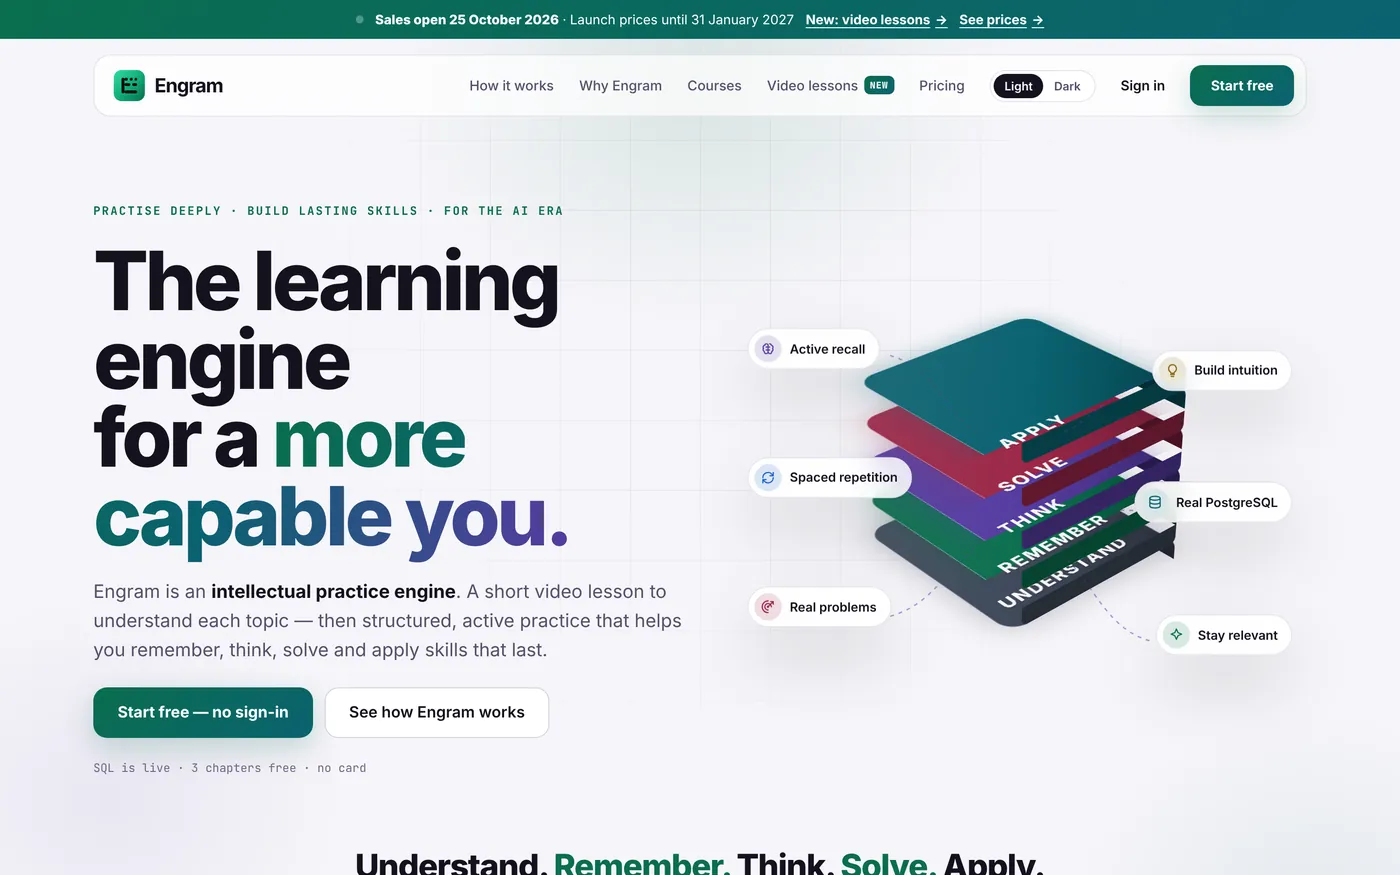 Sales open 25 October 2026 · Launch prices until 31 January 2027 New: video lessons → See prices →
Engram
How it works Why Engram Courses Video lessons NEW Pricing Light Dark Sign in Start free
PRACTISE DEEPLY · BUILD LASTING SKILLS · FOR THE AI ERA
The learning
engine
for a more
capable you.
Engram is an intellectual practice engine. A short video lesson to
understand each topic — then structured, active practice that helps
you remember, think, solve and apply skills that last.
Start free — no sign-in See how Engram works
SQL is live · 3 chapters free · no card
Active recall
Build intuition
Spaced repetition
Real PostgreSQL
Real problems
Stay relevant
APPLY
SOLVE
THINK
REMEMBER
UNDERSTAND
Understand. Remember. Think. Solve. Apply.